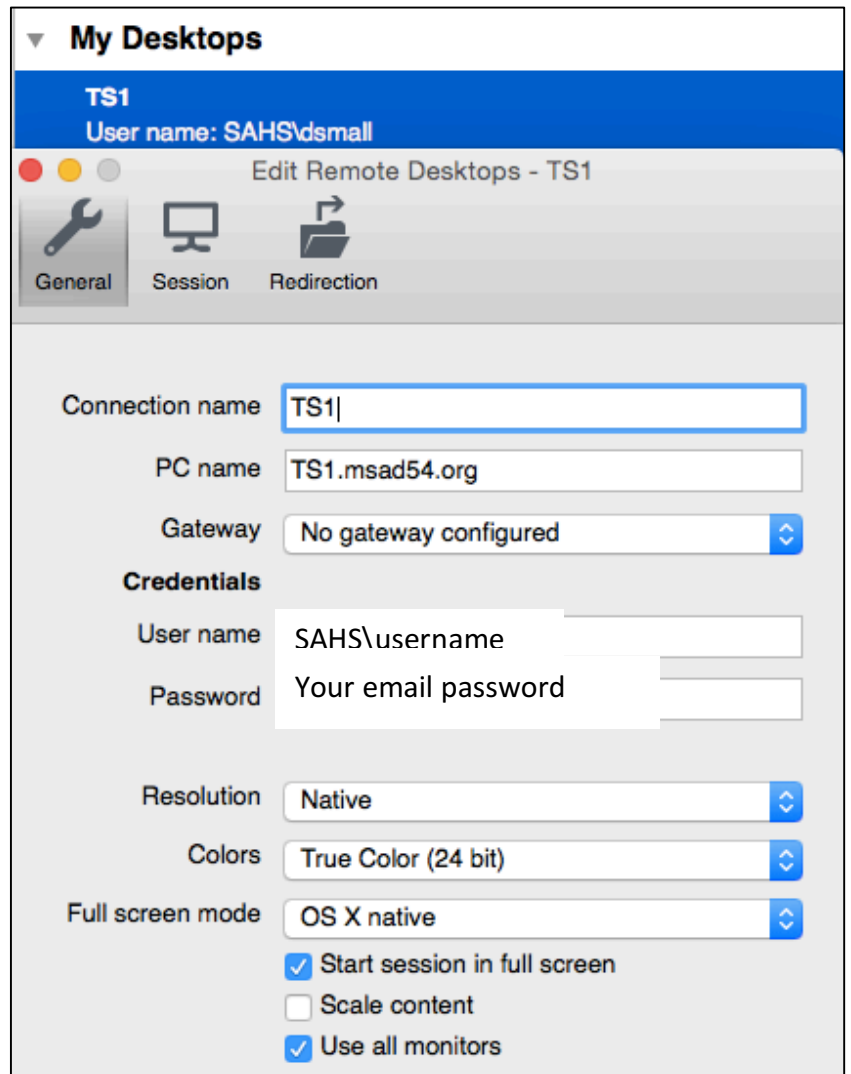 My Desktops
TS1
User name: SAHS\dsmall
Edit Remote Desktops - TS1
General Session Redirection
Connection name TS1
PC name TS1.msad54.org
Gateway No gateway configured
Credentials
User name SAHS\username
Password Your email password
Resolution Native
Colors True Color (24 bit)
Full screen mode OS X native
Start session in full screen
Scale content
Use all monitors